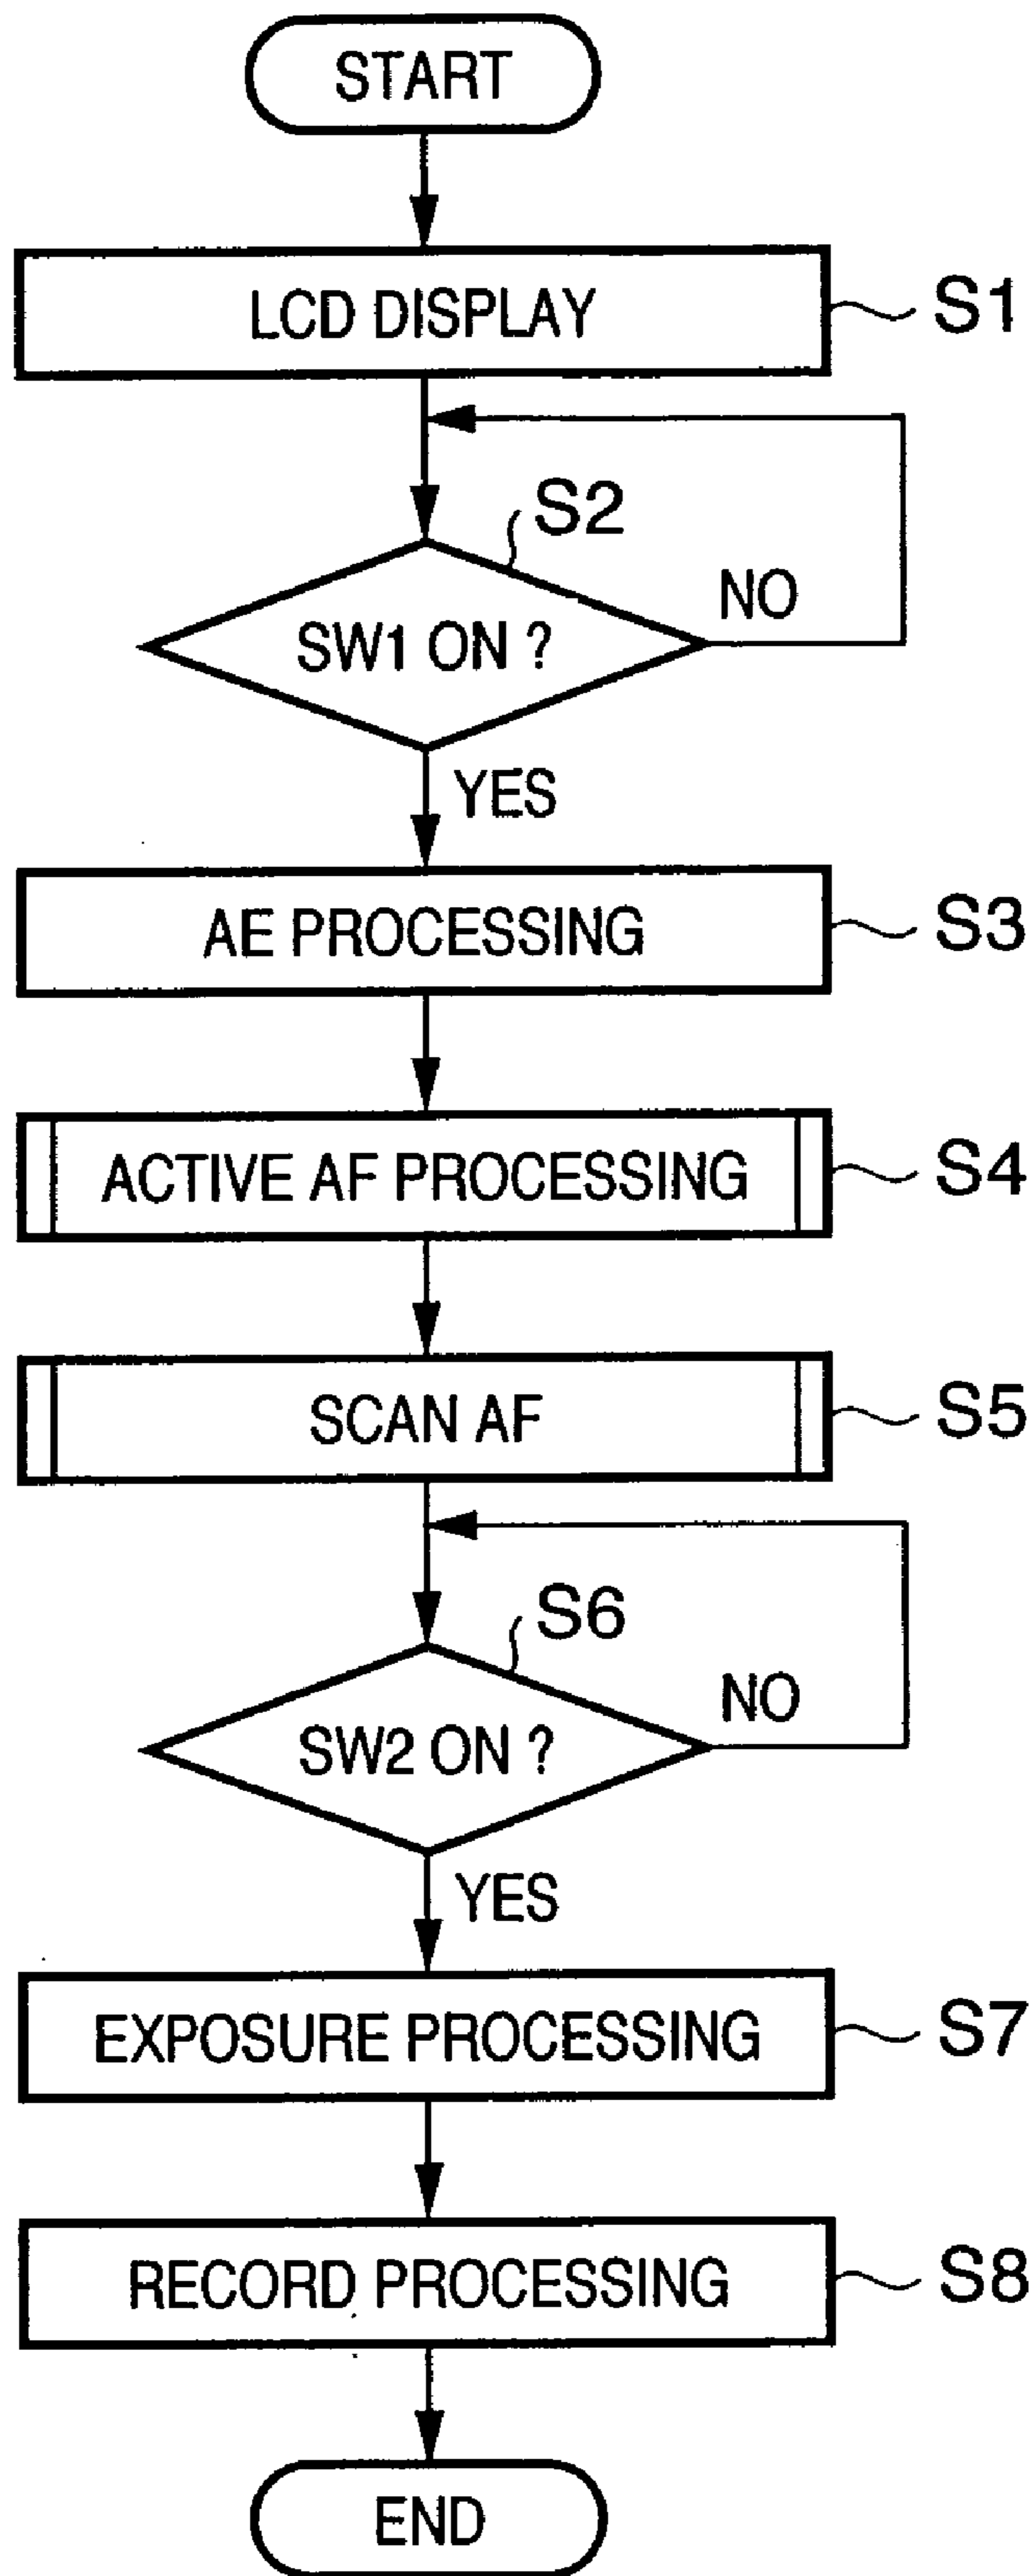 START
LCD DISPLAY
S1
S2
SW1 ON ?
NO
YES
AE PROCESSING
S3
ACTIVE AF PROCESSING
S4
SCAN AF
S5
S6
SW2 ON ?
NO
YES
EXPOSURE PROCESSING
S7
RECORD PROCESSING
S8
END